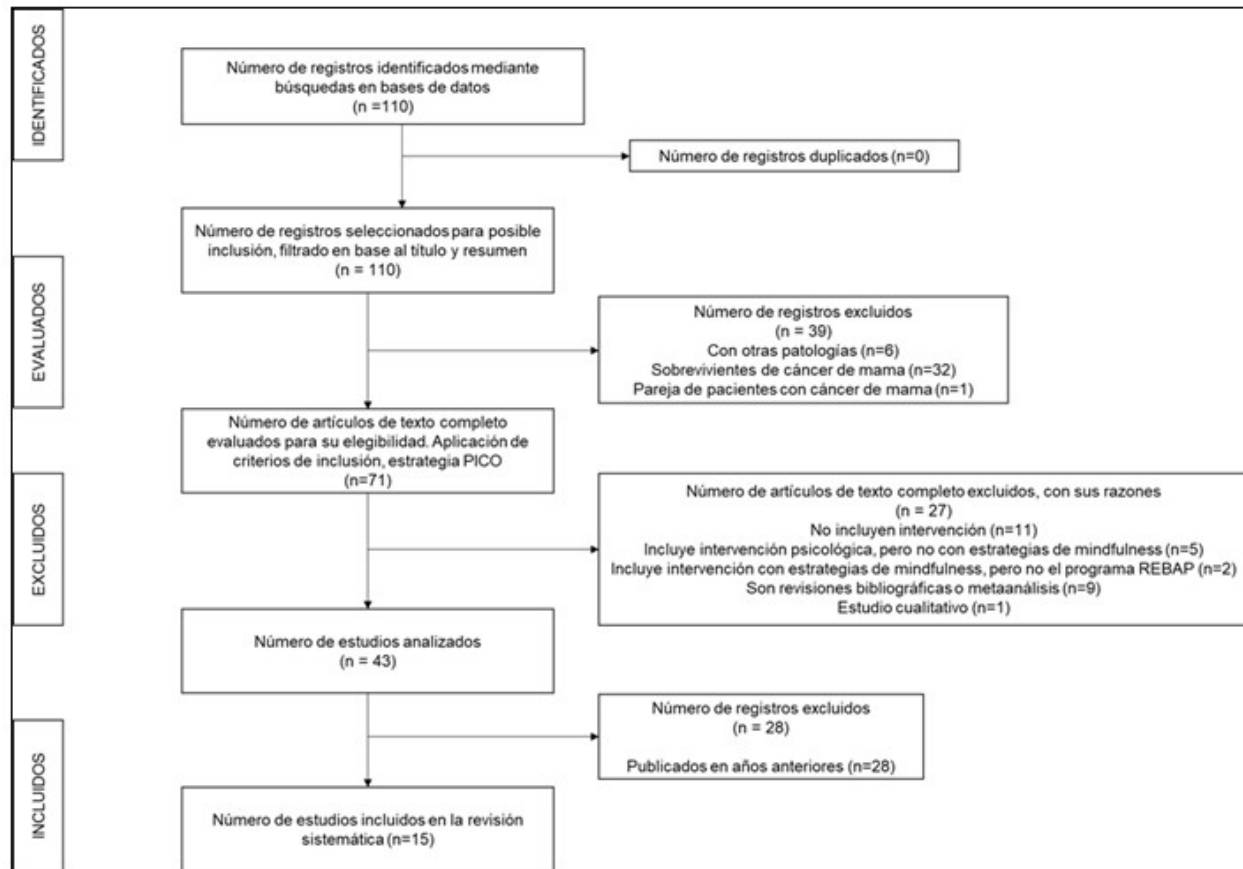 IDENTIFICADOS
Número de registros identificados mediante
búsquedas en bases de datos
(n =110)
Número de registros duplicados (n=0)
EVALUADOS
Número de registros seleccionados para posible
inclusión, filtrado en base al título y resumen
(n = 110)
Número de registros excluidos
(n = 39)
Con otras patologías (n=6)
Sobrevivientes de cáncer de mama (n=32)
Pareja de pacientes con cáncer de mama (n=1)
Número de artículos de texto completo
evaluados para su elegibilidad. Aplicación de
criterios de inclusión, estrategia PICO
(n=71)
EXCLUIDOS
Número de artículos de texto completo excluidos, con sus razones
(n = 27)
No incluyen intervención (n=11)
Incluye intervención psicológica, pero no con estrategias de mindfulness (n=5)
Incluye intervención con estrategias de mindfulness, pero no el programa REBAP (n=2)
Son revisiones bibliográficas o metaanálisis (n=9)
Estudio cualitativo (n=1)
Número de estudios analizados
(n = 43)
Número de registros excluidos
(n = 28)
Publicados en años anteriores (n=28)
INCLUIDOS
Número de estudios incluidos en la revisión
sistemática (n=15)